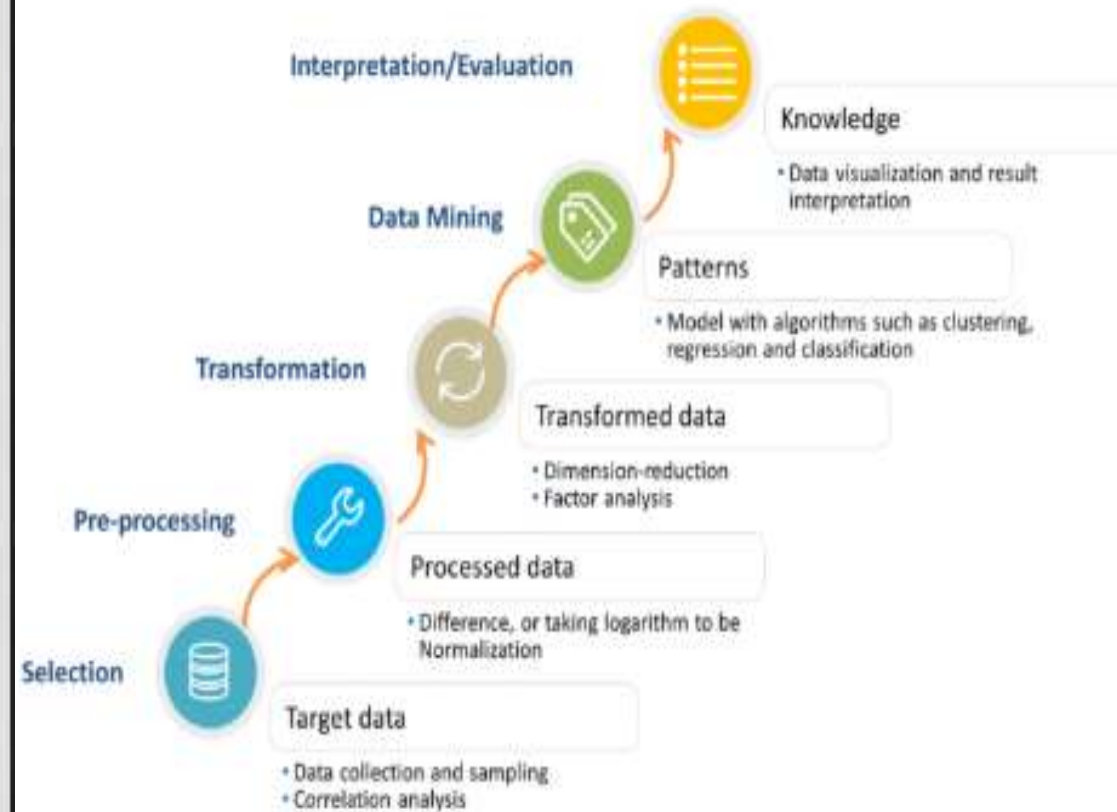 Interpretation/Evaluation
Knowledge
• Data visualization and result
interpretation
Data Mining
Patterns
• Model with algorithms such as clustering,
regression and classification
Transformation
Transformed data
• Dimension-reduction
• Factor analysis
Pre-processing
Processed data
• Difference, or taking logarithm to be
Normalization
Selection
Target data
• Data collection and sampling
• Correlation analysis